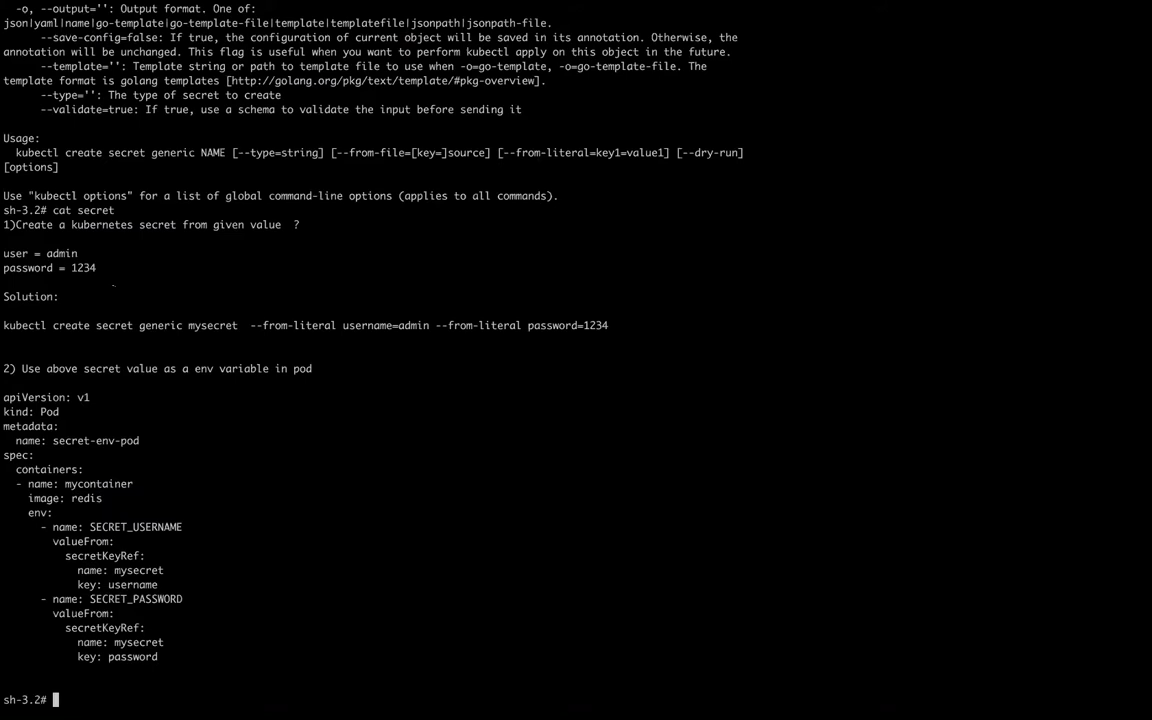 -o, --output='': Output format. One of:
json|yaml|name|go-template|go-template-file|template|templatefile|jsonpath|jsonpath-file.
--save-config=false: If true, the configuration of current object will be saved in its annotation. Otherwise, the
annotation will be unchanged. This flag is useful when you want to perform kubectl apply on this object in the future.
--template='': Template string or path to template file to use when -o=go-template, -o=go-template-file. The
template format is golang templates [http://golang.org/pkg/text/template/#pkg-overview].
--type='': The type of secret to create
--validate=true: If true, use a schema to validate the input before sending it
Usage:
kubectl create secret generic NAME [--type=string] [--from-file=[key=]source] [--from-literal=key1=value1] [--dry-run]
[options]
Use "kubectl options" for a list of global command-line options (applies to all commands).
sh-3.2# cat secret
1)Create a kubernetes secret from given value  ?
user = admin
password = 1234
Solution:
kubectl create secret generic mysecret  --from-literal username=admin --from-literal password=1234
2) Use above secret value as a env variable in pod
apiVersion: v1
kind: Pod
metadata:
name: secret-env-pod
spec:
containers:
- name: mycontainer
image: redis
env:
- name: SECRET_USERNAME
valueFrom:
secretKeyRef:
name: mysecret
key: username
- name: SECRET_PASSWORD
valueFrom:
secretKeyRef:
name: mysecret
key: password
sh-3.2#